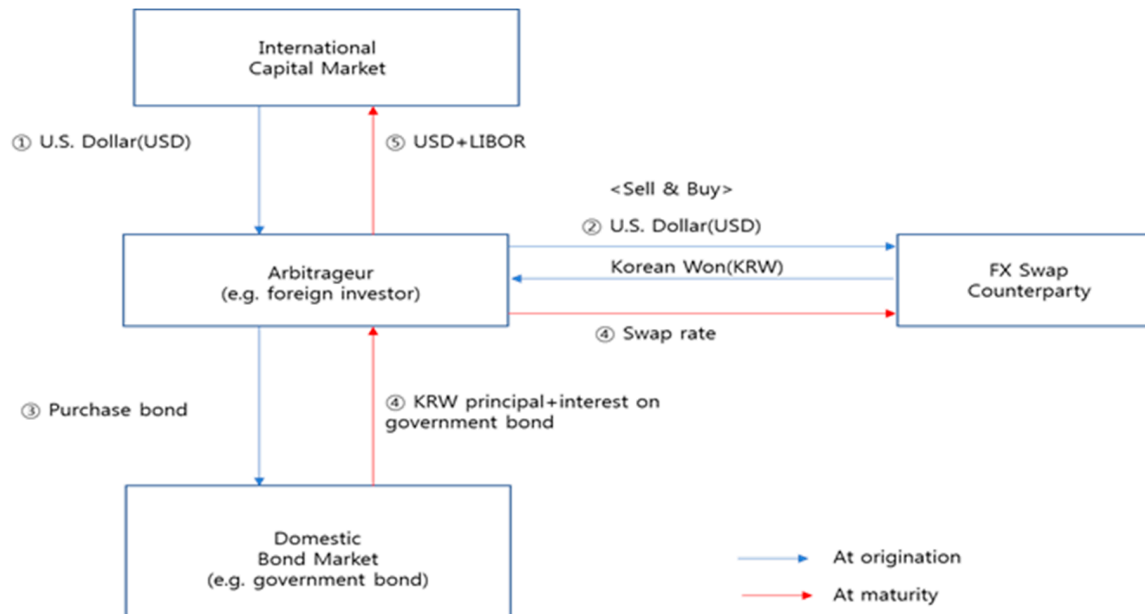 International
Capital Market
① U.S. Dollar(USD)
⑤ USD+LIBOR
<Sell & Buy>
② U.S. Dollar(USD)
Korean Won(KRW)
Arbitrageur
(e.g. foreign investor)
FX Swap
Counterparty
④ Swap rate
③ Purchase bond
④ KRW principal+interest on
government bond
Domestic
Bond Market
(e.g. government bond)
At origination
At maturity